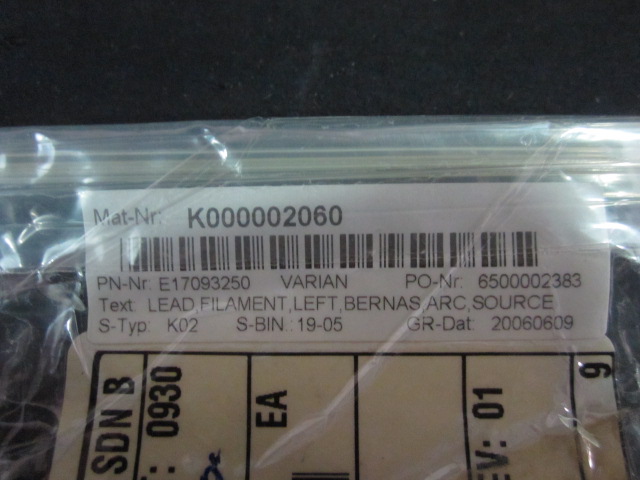 Mat-Nr: K000002060
PN-Nr: E17093250 VARIAN PO-Nr: 6500002383
Text: LEAD,FILAMENT,LEFT,BERNAS,ARC,SOURCE
S-Typ: K02 S-BIN.: 19-05 GR-Dat: 20060609
SDN B
: 0930
EA
EV: 01
9